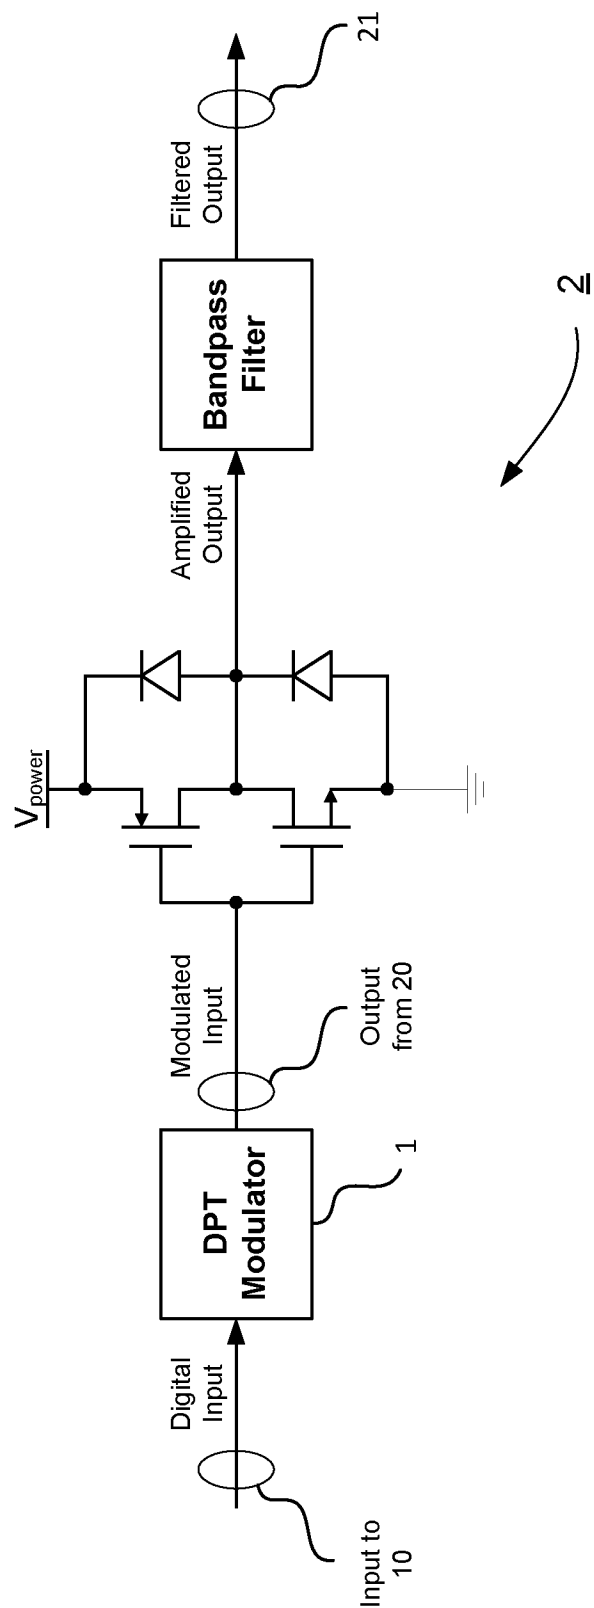 Input to
10
Digital
Input
DPT
Modulator
1
Modulated
Input
Output
from 20
Vpower
Amplified
Output
Bandpass
Filter
Filtered
Output
21
2